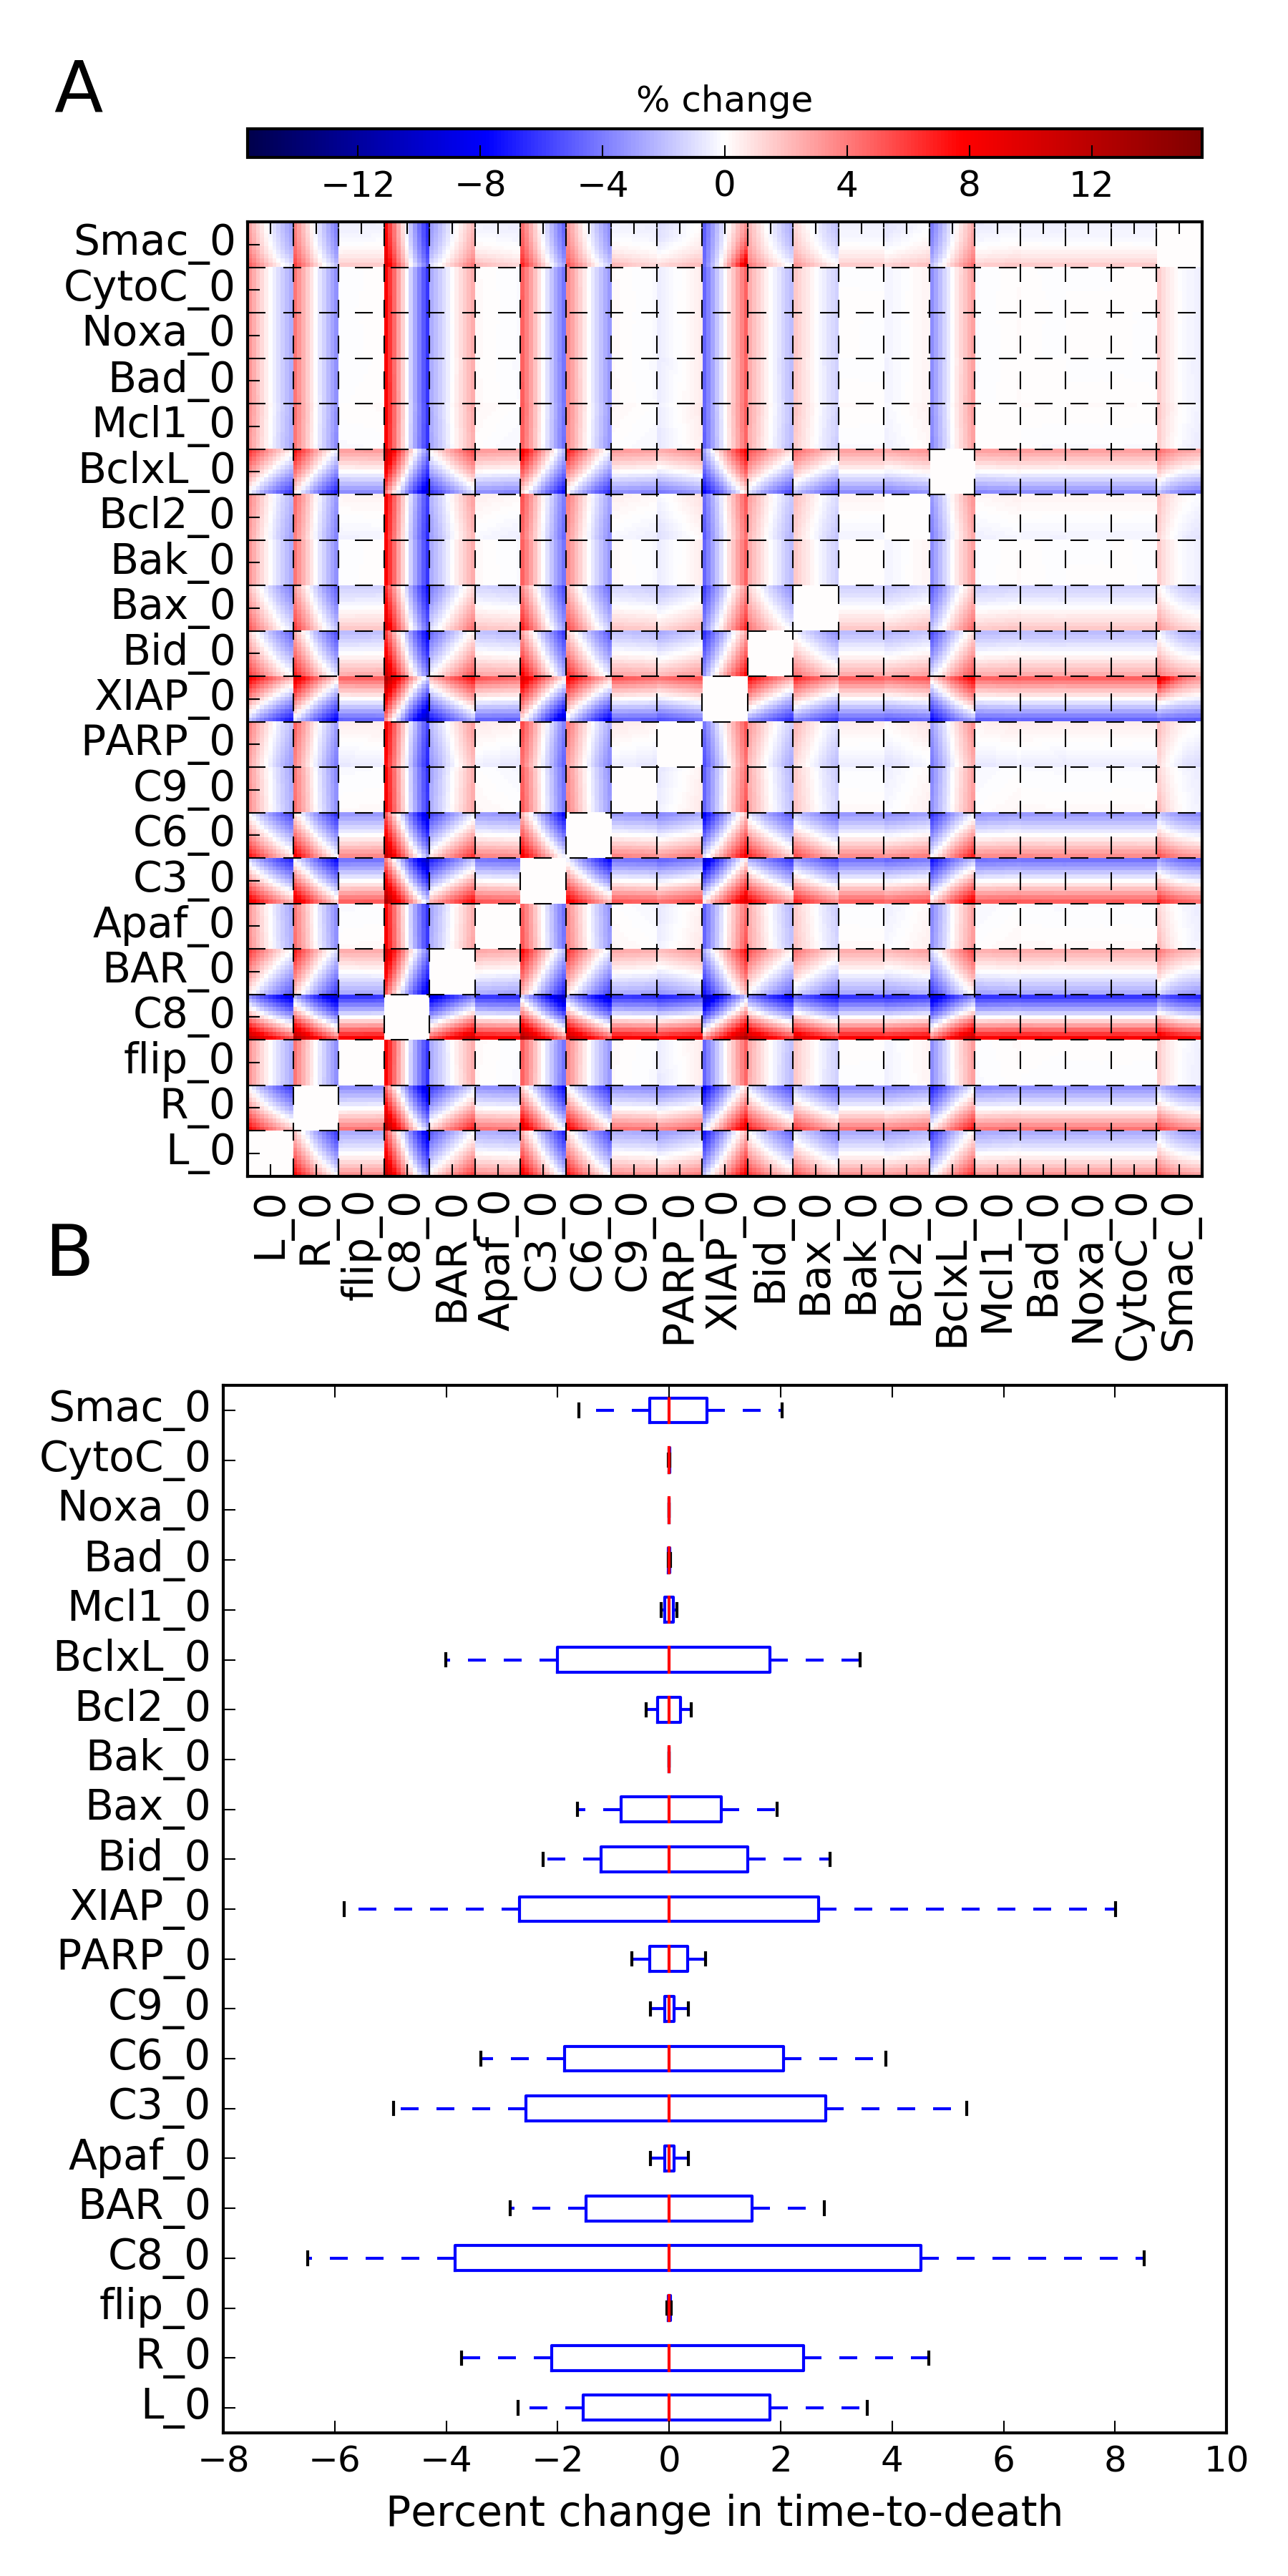 A
% change
−12 −8 −4 0 4 8 12
Smac_0
CytoC_0
Noxa_0
Bad_0
Mcl1_0
BclxL_0
Bcl2_0
Bak_0
Bax_0
Bid_0
XIAP_0
PARP_0
C9_0
C6_0
C3_0
Apaf_0
BAR_0
C8_0
flip_0
R_0
L_0
L_0 R_0 flip_0 C8_0 BAR_0 Apaf_0 C3_0 C6_0 C9_0 PARP_0 XIAP_0 Bid_0 Bax_0 Bak_0 Bcl2_0 BclxL_0 Mcl1_0 Bad_0 Noxa_0 CytoC_0 Smac_0
B
Smac_0
CytoC_0
Noxa_0
Bad_0
Mcl1_0
BclxL_0
Bcl2_0
Bak_0
Bax_0
Bid_0
XIAP_0
PARP_0
C9_0
C6_0
C3_0
Apaf_0
BAR_0
C8_0
flip_0
R_0
L_0
−8 −6 −4 −2 0 2 4 6 8 10
Percent change in time-to-death